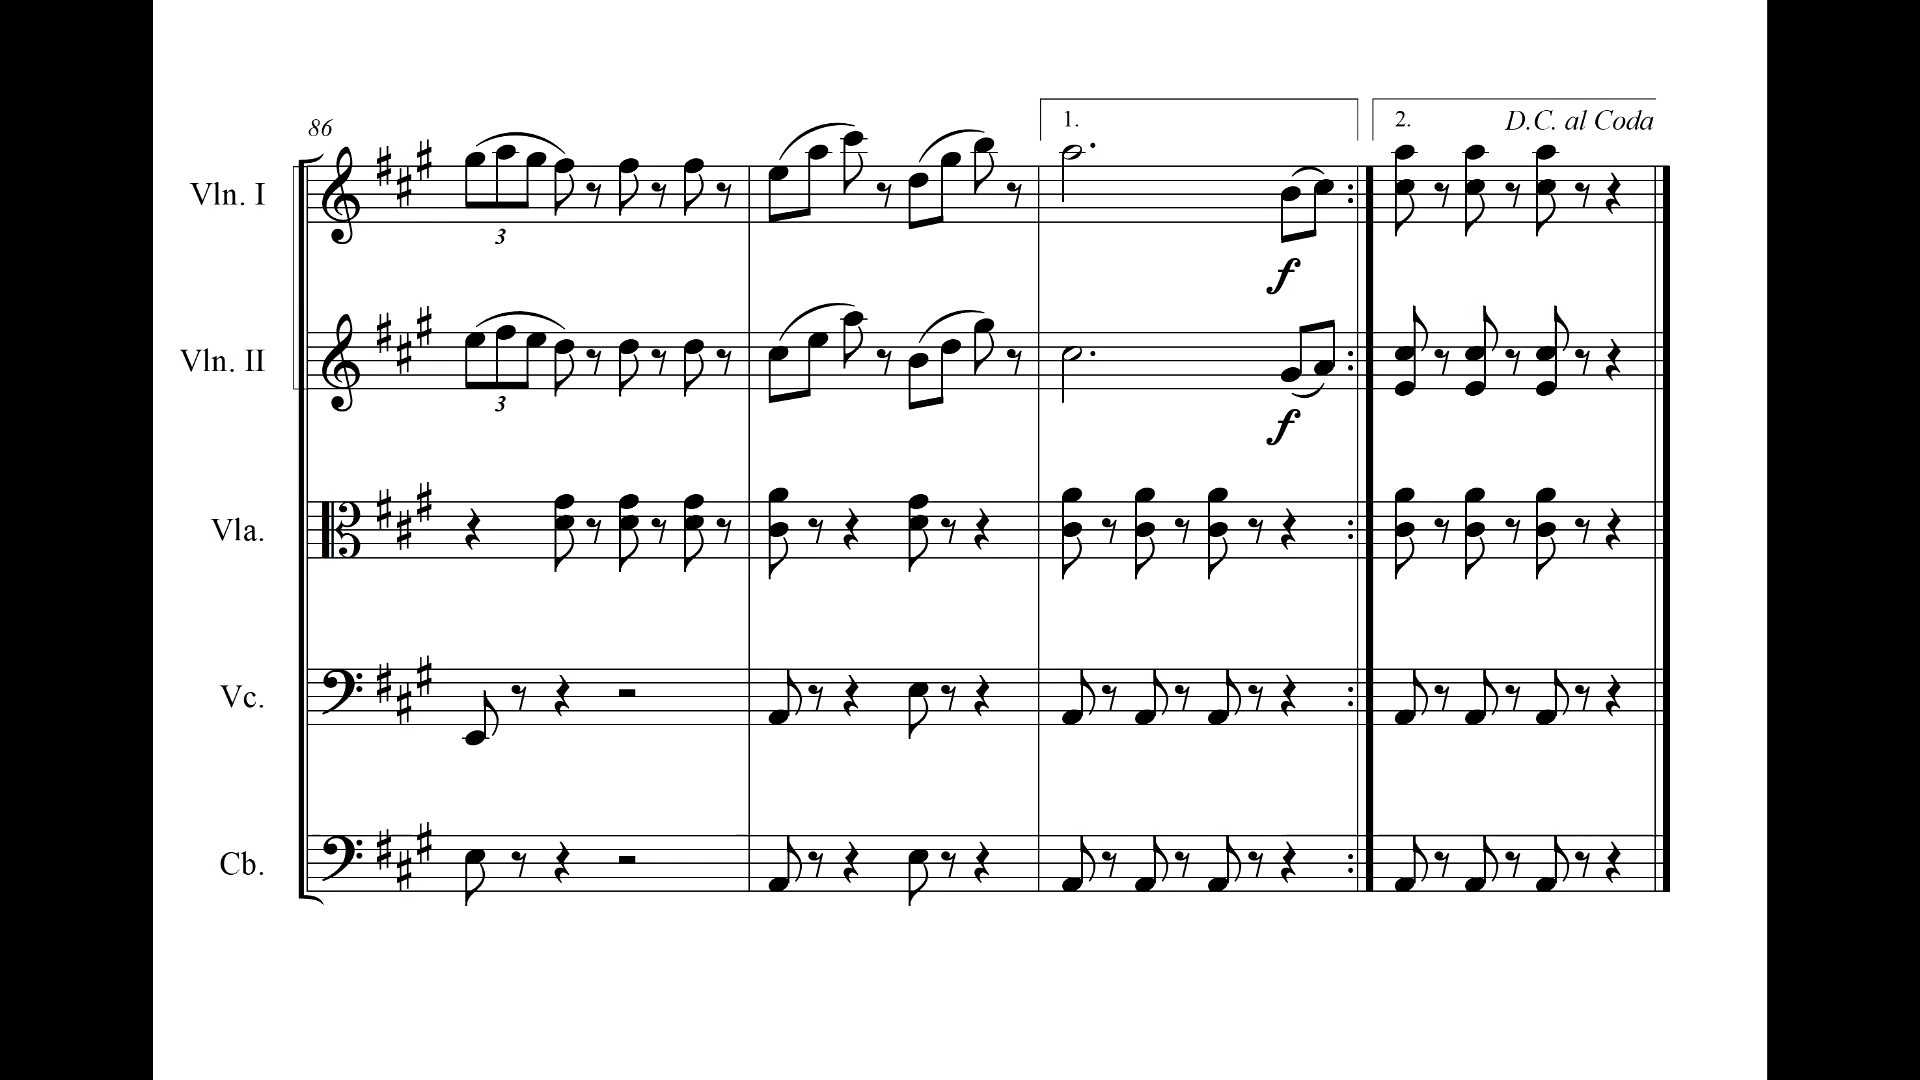 86
1.
2.
D.C. al Coda
Vln. I
3
f
Vln. II
3
f
Vla.
Vc.
Cb.